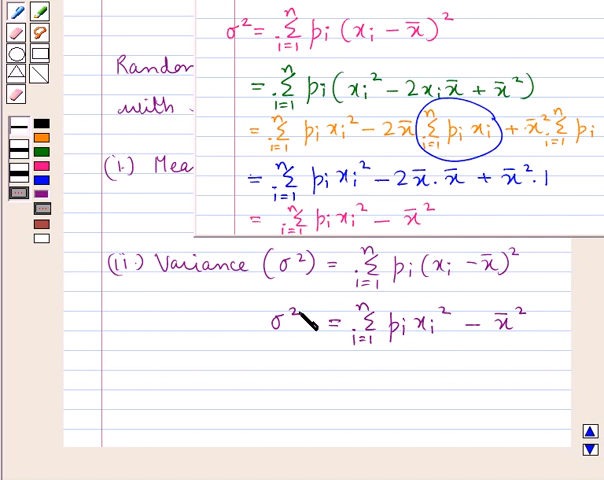 σ² = Σ_{i=1}^{n} pᵢ (xᵢ − x̄)²
= Σ_{i=1}^{n} pᵢ (xᵢ² − 2xᵢx̄ + x̄²)
= Σ_{i=1}^{n} pᵢ xᵢ² − 2x̄ Σ_{i=1}^{n} pᵢ xᵢ + x̄² Σ_{i=1}^{n} pᵢ
= Σ_{i=1}^{n} pᵢ xᵢ² − 2x̄ . x̄ + x̄² . 1
= Σ_{i=1}^{n} pᵢ xᵢ² − x̄²
Random
with
(i.) Mea
(ii.) Variance (σ²) = Σ_{i=1}^{n} pᵢ (xᵢ − x̄)²
σ² = Σ_{i=1}^{n} pᵢ xᵢ² − x̄²